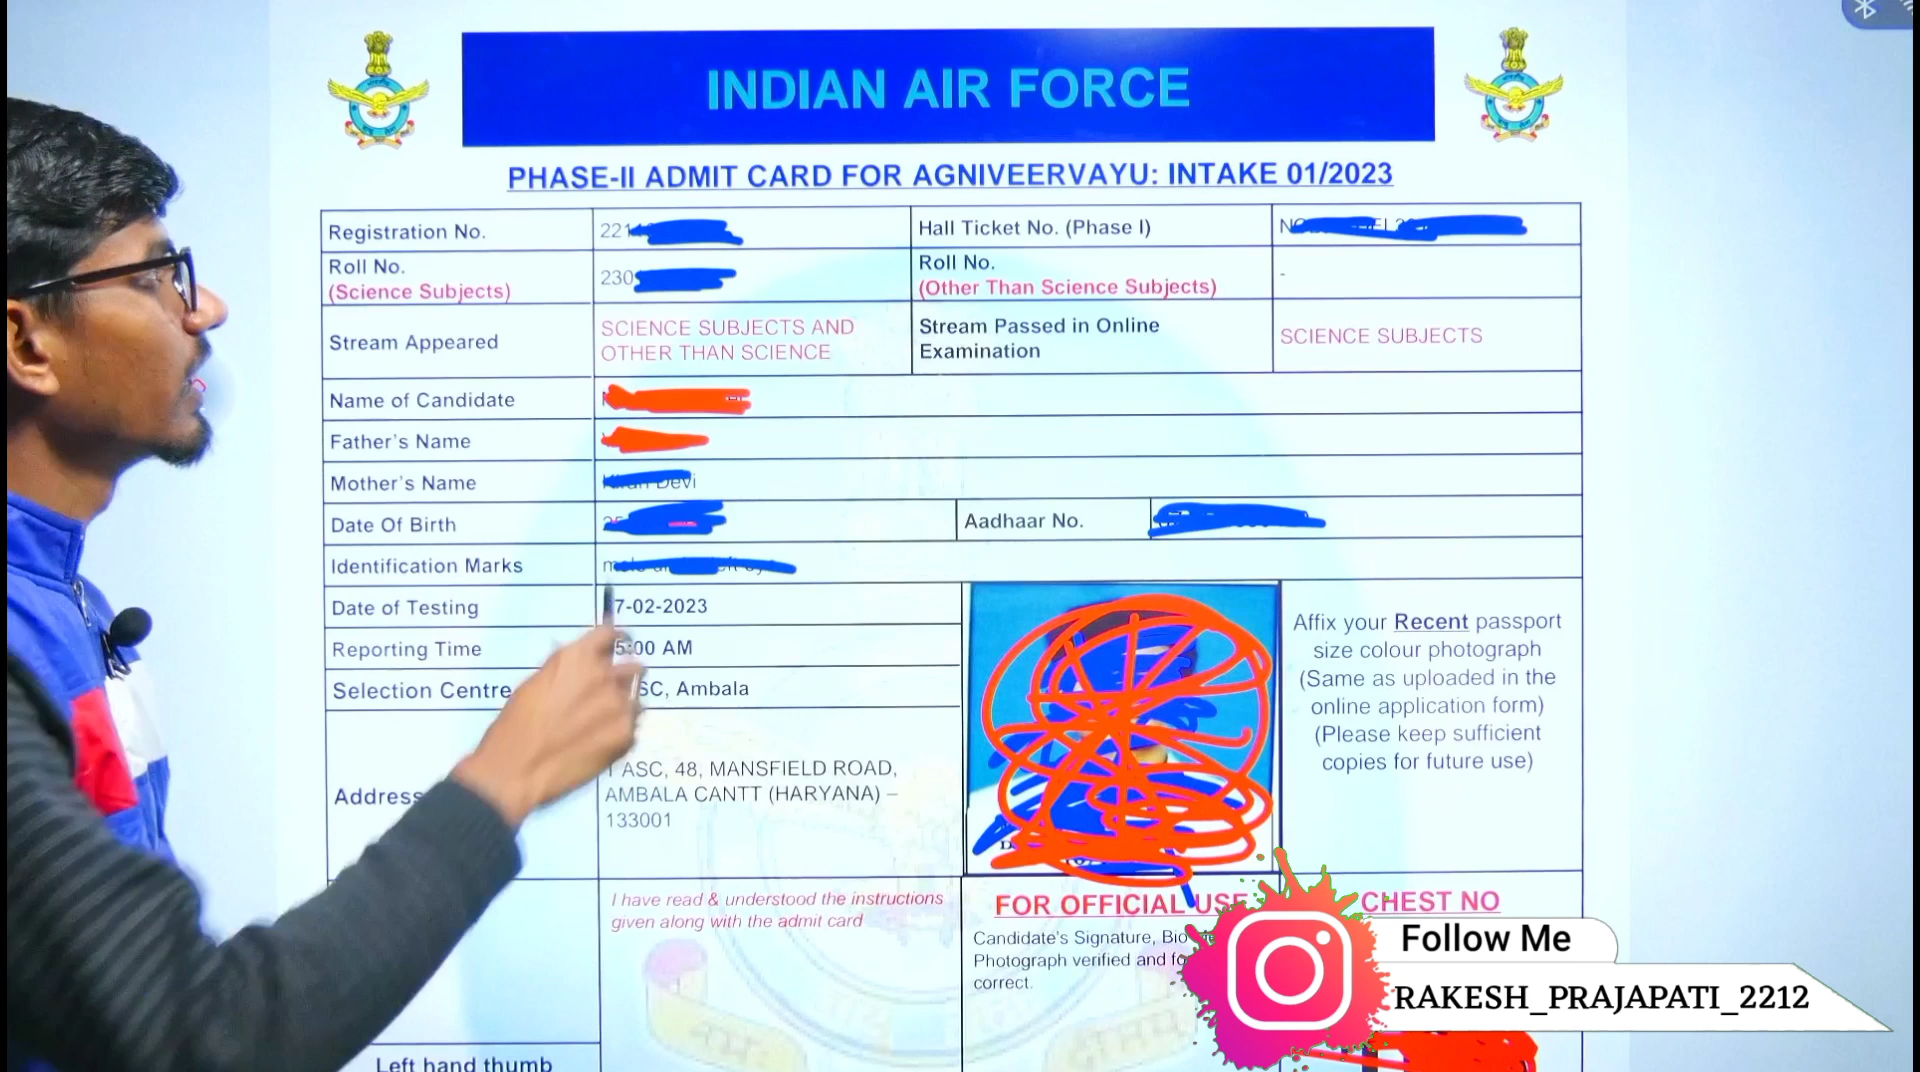 INDIAN AIR FORCE
PHASE-II ADMIT CARD FOR AGNIVEERVAYU: INTAKE 01/2023
Registration No.
Hall Ticket No. (Phase I)
Roll No.
(Science Subjects)
230
Roll No.
(Other Than Science Subjects)
-
Stream Appeared
SCIENCE SUBJECTS AND
OTHER THAN SCIENCE
Stream Passed in Online
Examination
SCIENCE SUBJECTS
Name of Candidate
Father's Name
Mother's Name
Devi
Date Of Birth
Aadhaar No.
Identification Marks
Date of Testing
7-02-2023
Reporting Time
5:00 AM
Selection Centre
SC, Ambala
Affix your Recent passport
size colour photograph
(Same as uploaded in the
online application form)
(Please keep sufficient
copies for future use)
Address
1 ASC, 48, MANSFIELD ROAD,
AMBALA CANTT (HARYANA) –
133001
I have read & understood the instructions
given along with the admit card
FOR OFFICIAL USE
Candidate's Signature,
Photograph verified and
correct.
CHEST NO
Follow Me
RAKESH_PRAJAPATI_2212
Left hand thumb